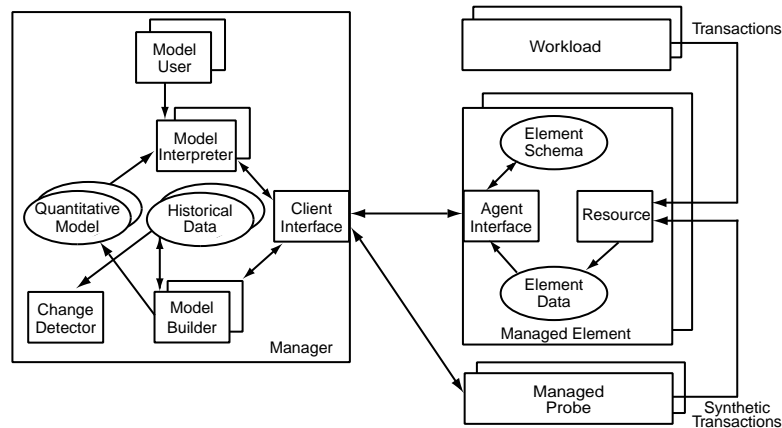 Model
User
Model
Interpreter
Quantitative
Model
Historical
Data
Client
Interface
Change
Detector
Model
Builder
Manager
Workload
Transactions
Element
Schema
Agent
Interface
Resource
Element
Data
Managed Element
Managed
Probe
Synthetic
Transactions